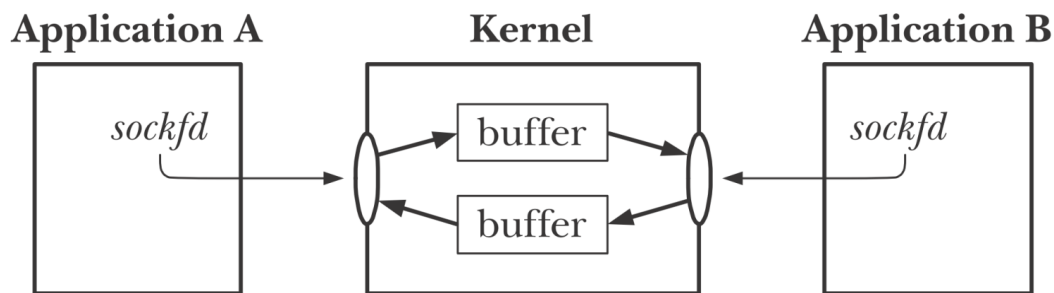 Application A
Kernel
Application B
sockfd
buffer
sockfd
buffer